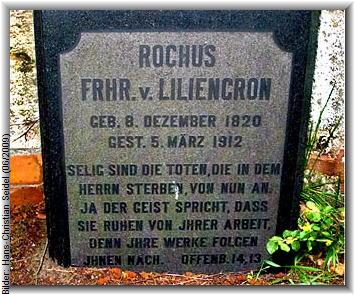 ROCHUS
FRHR. v. LILIENCRON
GEB. 8. DEZEMBER 1820
GEST. 5. MÄRZ 1912
SELIG SIND DIE TOTEN, DIE IN DEM
HERRN STERBEN, VON NUN AN.
JA DER GEIST SPRICHT, DASS
SIE RUHEN VON JHRER ARBEIT,
DENN JHRE WERKE FOLGEN
JHNEN NACH. OFFENB. 14,13
Bilder: Hans-Christian Seidel (06/2009)